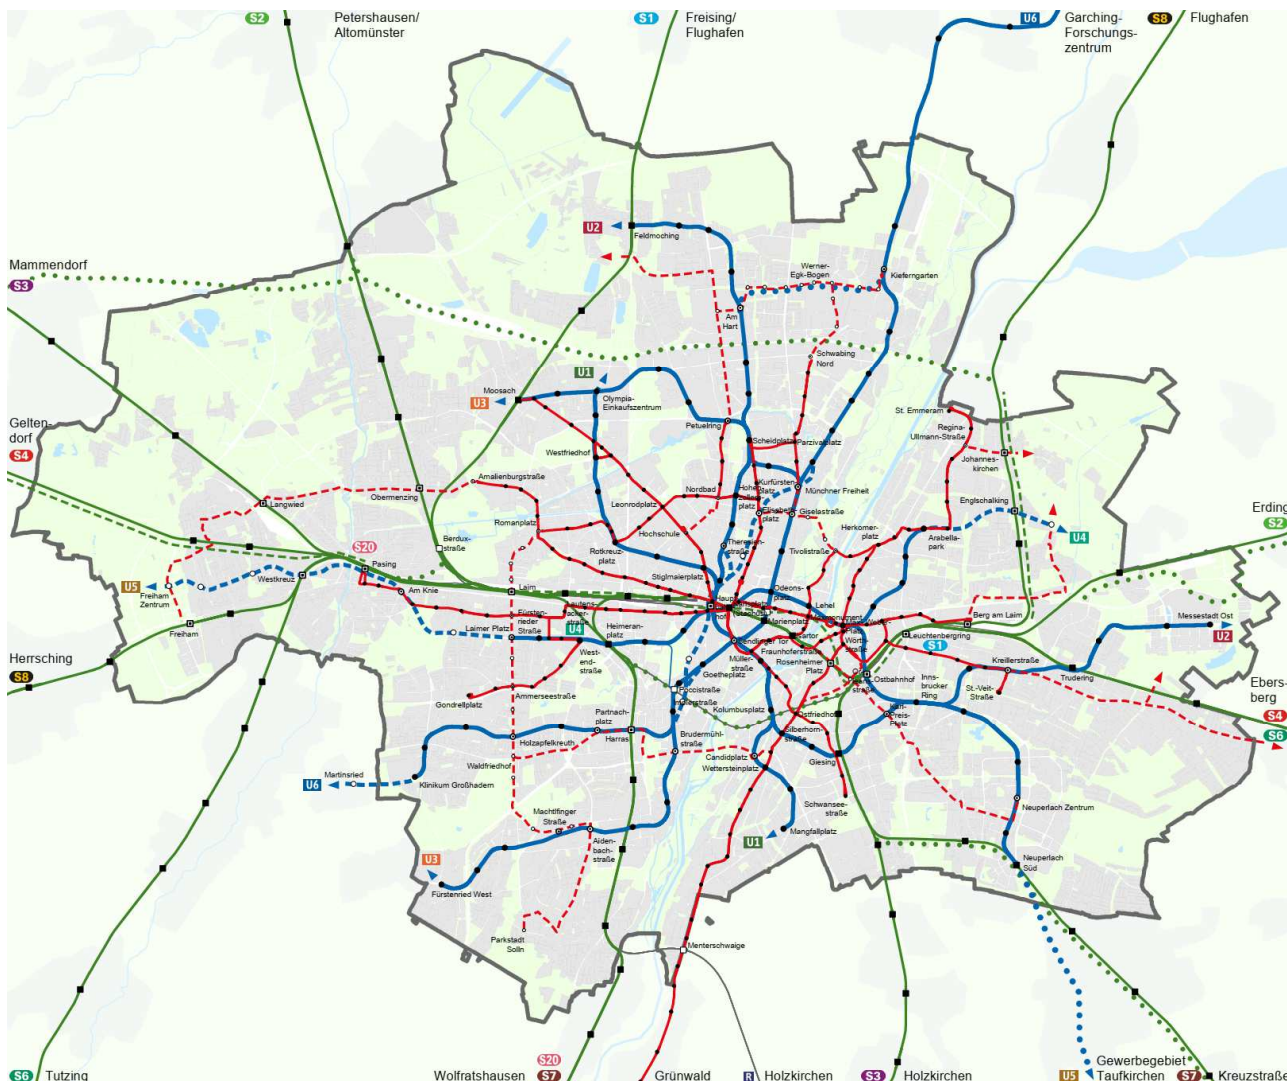 S2
Petershausen/
Altomünster
S1
Freising/
Flughafen
U6
Garching-
Forschungs-
zentrum
S8
Flughafen
Mammendorf
S3
U2
Feldmoching
Werner-
Egk-Bogen
Kieferngarten
Am
Hart
Schwabing
Nord
U1
Moosach
U3
Olympia-
Einkaufszentrum
Petuelring
Scheidplatz
Parzivalplatz
St. Emmeram
Regina-
Ullmann-Straße
Johannes-
kirchen
Gelten-
dorf
S4
Westfriedhof
Amalienburgstraße
Obermenzing
Langwied
Nordbad
Leonrodplatz
Kurfürsten-
platz
Münchner Freiheit
Giselastraße
Englschalking
Romanplatz
Hochschule
Herkomer-
platz
Arabella-
park
U4
Erding
S2
Berdux-
straße
Rotkreuz-
platz
Theresien-
straße
Tivolistraße
S20
Pasing
Stiglmaierplatz
U5
Freiham
Zentrum
Westkreuz
Am Knie
Laim
Odeons-
platz
Lehel
Messestadt Ost
U2
Freiham
Laimer Platz
Fürsten-
rieder
Straße
U4
Heimeran-
platz
Marienplatz
Berg am Laim
Leuchtenbergring
S1
West-
endstraße
Müller-
straße
Fraunhoferstraße
Rosenheimer
Platz
Ostbahnhof
Kreillerstraße
Trudering
Herrsching
S8
Goetheplatz
Inns-
brucker
Ring
St.-Veit-
Straße
Ebers-
berg
S4
S6
Ammerseestraße
Gondrellplatz
Poccistraße
Kolumbusplatz
Ostfriedhof
Partnach-
platz
Harras
Holzapfelkreuth
Brudermühl-
straße
Silberhorn-
straße
Giesing
Waldfriedhof
Candidplatz
Wettersteinplatz
Martinsried
U6
Klinikum Großhadern
Schwansee-
straße
Neuperlach Zentrum
Machtlfinger
Straße
Aiden-
bach-
straße
U1
Mangfallplatz
U3
Fürstenried West
Neuperlach
Süd
Parkstadt
Solln
Menterschwaige
S6
Tutzing
S20
Wolfratshausen
S7
Grünwald
R
Holzkirchen
S3
Holzkirchen
U5
Gewerbegebiet
Taufkirchen
S7
Kreuzstraße